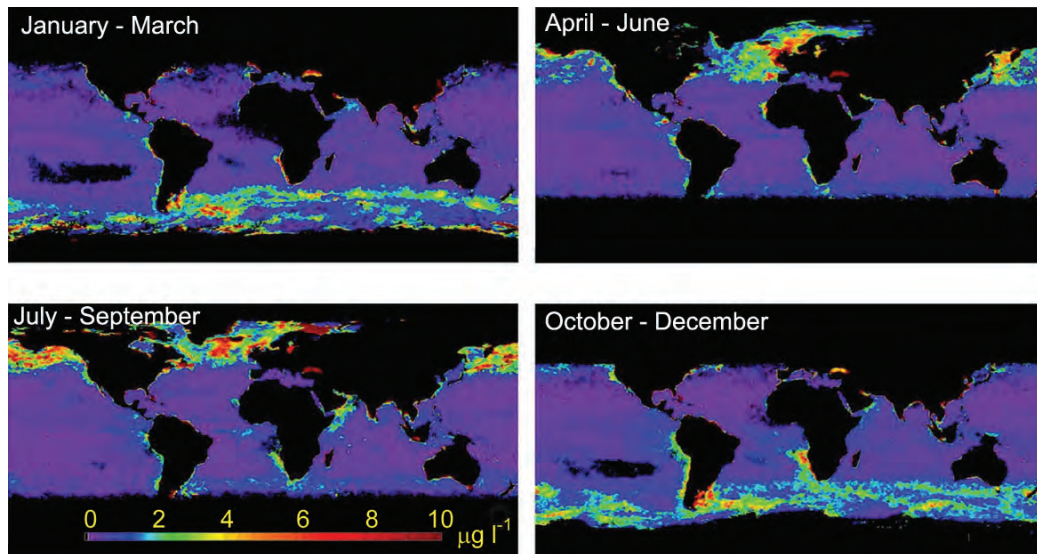 January - March
April - June
July - September
October - December
0 2 4 6 8 10
µg l⁻¹